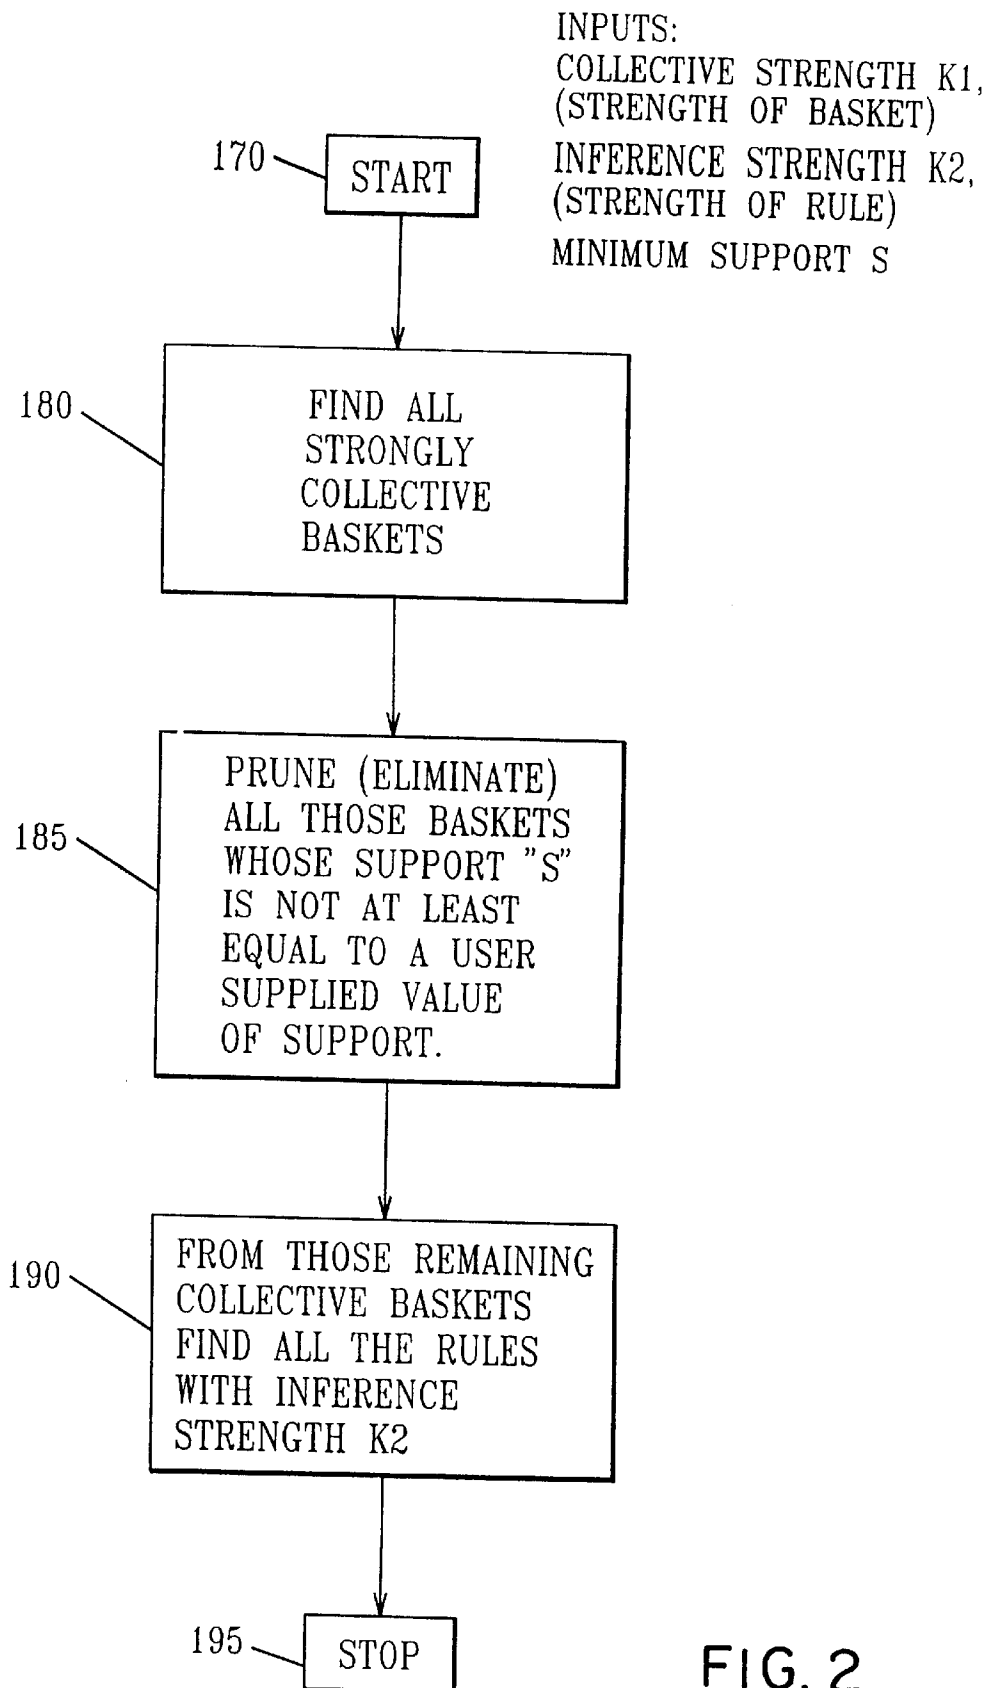 INPUTS:
COLLECTIVE STRENGTH K1,
(STRENGTH OF BASKET)
INFERENCE STRENGTH K2,
(STRENGTH OF RULE)
MINIMUM SUPPORT S
170
START
180
FIND ALL
STRONGLY
COLLECTIVE
BASKETS
185
PRUNE (ELIMINATE)
ALL THOSE BASKETS
WHOSE SUPPORT "S"
IS NOT AT LEAST
EQUAL TO A USER
SUPPLIED VALUE
OF SUPPORT.
190
FROM THOSE REMAINING
COLLECTIVE BASKETS
FIND ALL THE RULES
WITH INFERENCE
STRENGTH K2
195
STOP
FIG. 2